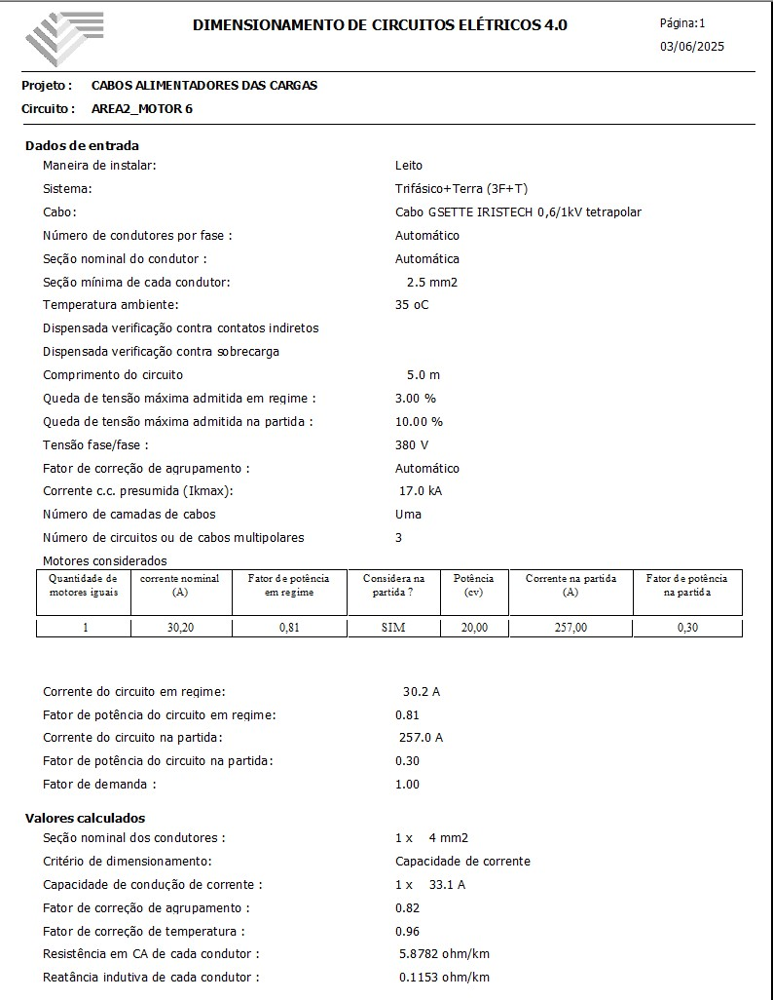 DIMENSIONAMENTO DE CIRCUITOS ELÉTRICOS 4.0
Página:1
03/06/2025
Projeto : CABOS ALIMENTADORES DAS CARGAS
Circuito : AREA2_MOTOR 6
Dados de entrada
Maneira de instalar: Leito
Sistema: Trifásico+Terra (3F+T)
Cabo: Cabo GSETTE IRISTECH 0,6/1kV tetrapolar
Número de condutores por fase : Automático
Seção nominal do condutor : Automática
Seção mínima de cada condutor: 2.5 mm2
Temperatura ambiente: 35 oC
Dispensada verificação contra contatos indiretos
Dispensada verificação contra sobrecarga
Comprimento do circuito 5.0 m
Queda de tensão máxima admitida em regime : 3.00 %
Queda de tensão máxima admitida na partida : 10.00 %
Tensão fase/fase : 380 V
Fator de correção de agrupamento : Automático
Corrente c.c. presumida (Ikmax): 17.0 kA
Número de camadas de cabos Uma
Número de circuitos ou de cabos multipolares 3
Motores considerados
Quantidade de motores iguais corrente nominal (A) Fator de potência em regime Considera na partida ? Potência (cv) Corrente na partida (A) Fator de potência na partida
1 30,20 0,81 SIM 20,00 257,00 0,30
Corrente do circuito em regime: 30.2 A
Fator de potência do circuito em regime: 0.81
Corrente do circuito na partida: 257.0 A
Fator de potência do circuito na partida: 0.30
Fator de demanda : 1.00
Valores calculados
Seção nominal dos condutores : 1 x 4 mm2
Critério de dimensionamento: Capacidade de corrente
Capacidade de condução de corrente : 1 x 33.1 A
Fator de correção de agrupamento : 0.82
Fator de correção de temperatura : 0.96
Resistência em CA de cada condutor : 5.8782 ohm/km
Reatância indutiva de cada condutor : 0.1153 ohm/km